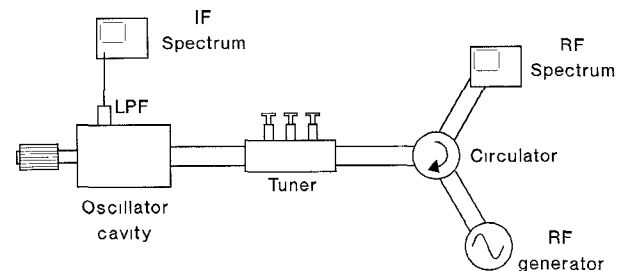 IF
Spectrum
RF
Spectrum
LPF
Circulator
Tuner
Oscillator
cavity
RF
generator